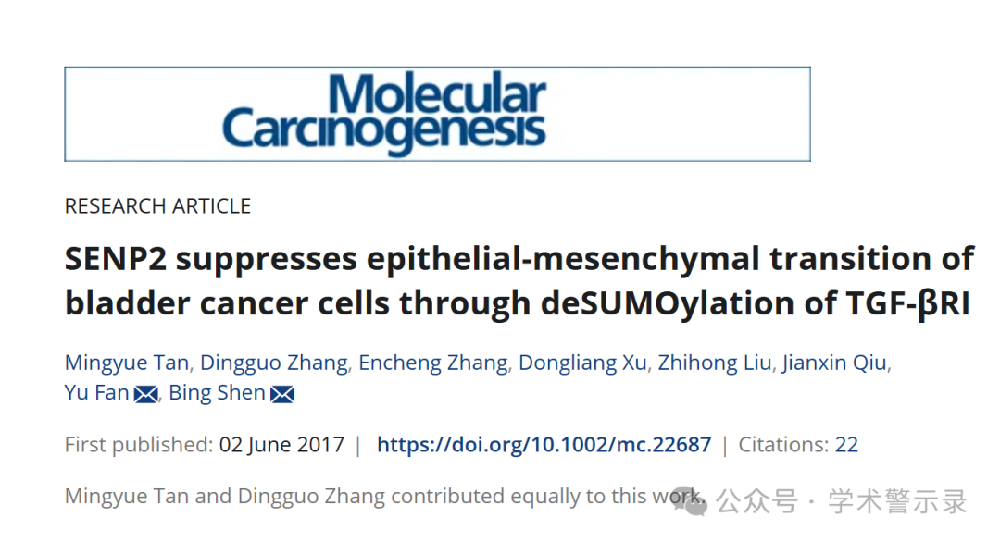 Molecular
Carcinogenesis
RESEARCH ARTICLE
SENP2 suppresses epithelial-mesenchymal transition of
bladder cancer cells through deSUMOylation of TGF-βRI
Mingyue Tan, Dingguo Zhang, Encheng Zhang, Dongliang Xu, Zhihong Liu, Jianxin Qiu,
Yu Fan, Bing Shen
First published: 02 June 2017 | https://doi.org/10.1002/mc.22687 | Citations: 22
Mingyue Tan and Dingguo Zhang contributed equally to this work.
公众号 · 学术警示录